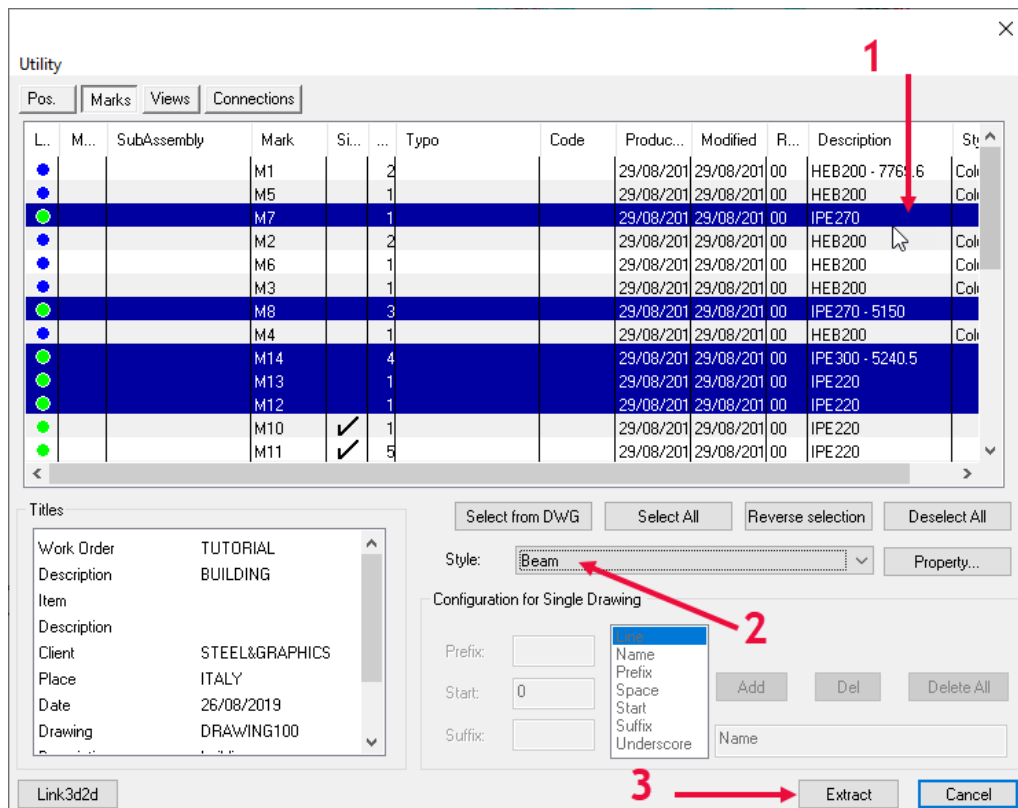 1
Utility
Pos. Marks Views Connections
L... M... SubAssembly Mark Si... ... Typo Code Produc... Modified R... Description
M1 2 29/08/201 29/08/201 00 HEB200 - 7769.6 Colu
M5 1 29/08/201 29/08/201 00 HEB200 Colu
M7 1 29/08/201 29/08/201 00 IPE270
M2 2 29/08/201 29/08/201 00 HEB200 Colu
M6 1 29/08/201 29/08/201 00 HEB200 Colu
M3 1 29/08/201 29/08/201 00 HEB200 Colu
M8 3 29/08/201 29/08/201 00 IPE270 - 5150
M4 1 29/08/201 29/08/201 00 HEB200 Colu
M14 4 29/08/201 29/08/201 00 IPE300 - 5240.5
M13 1 29/08/201 29/08/201 00 IPE220
M12 1 29/08/201 29/08/201 00 IPE220
M10 1 29/08/201 29/08/201 00 IPE220
M11 5 29/08/201 29/08/201 00 IPE220
Titles
Work Order TUTORIAL
Description BUILDING
Item
Description
Client STEEL&GRAPHICS
Place ITALY
Date 26/08/2019
Drawing DRAWING100
Select from DWG Select All Reverse selection Deselect All
Style: Beam Property...
2
Configuration for Single Drawing
Prefix:
Start: 0
Suffix:
Line
Name
Prefix
Space
Start
Suffix
Underscore
Add Del Delete All
Name
3
Link3d2d Extract Cancel